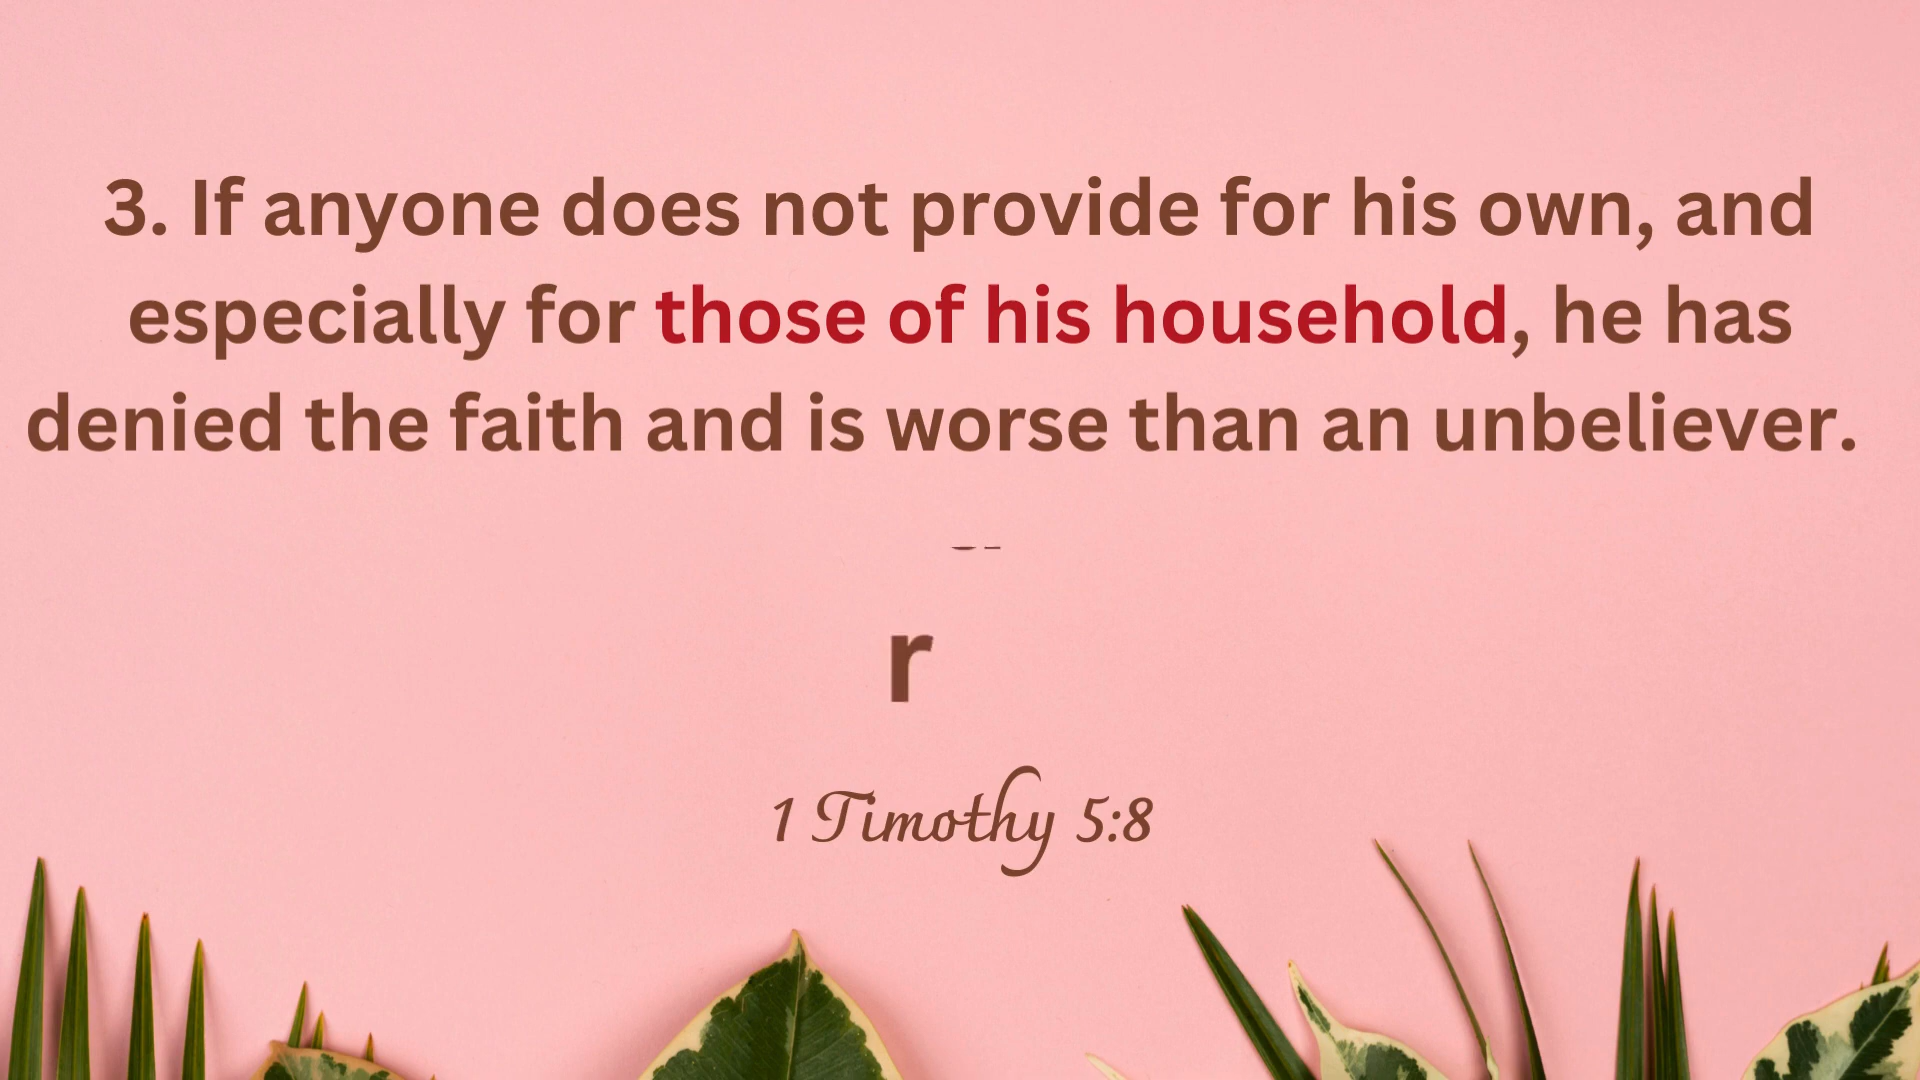 3. If anyone does not provide for his own, and
especially for those of his household, he has
denied the faith and is worse than an unbeliever.
r
1 Timothy 5:8